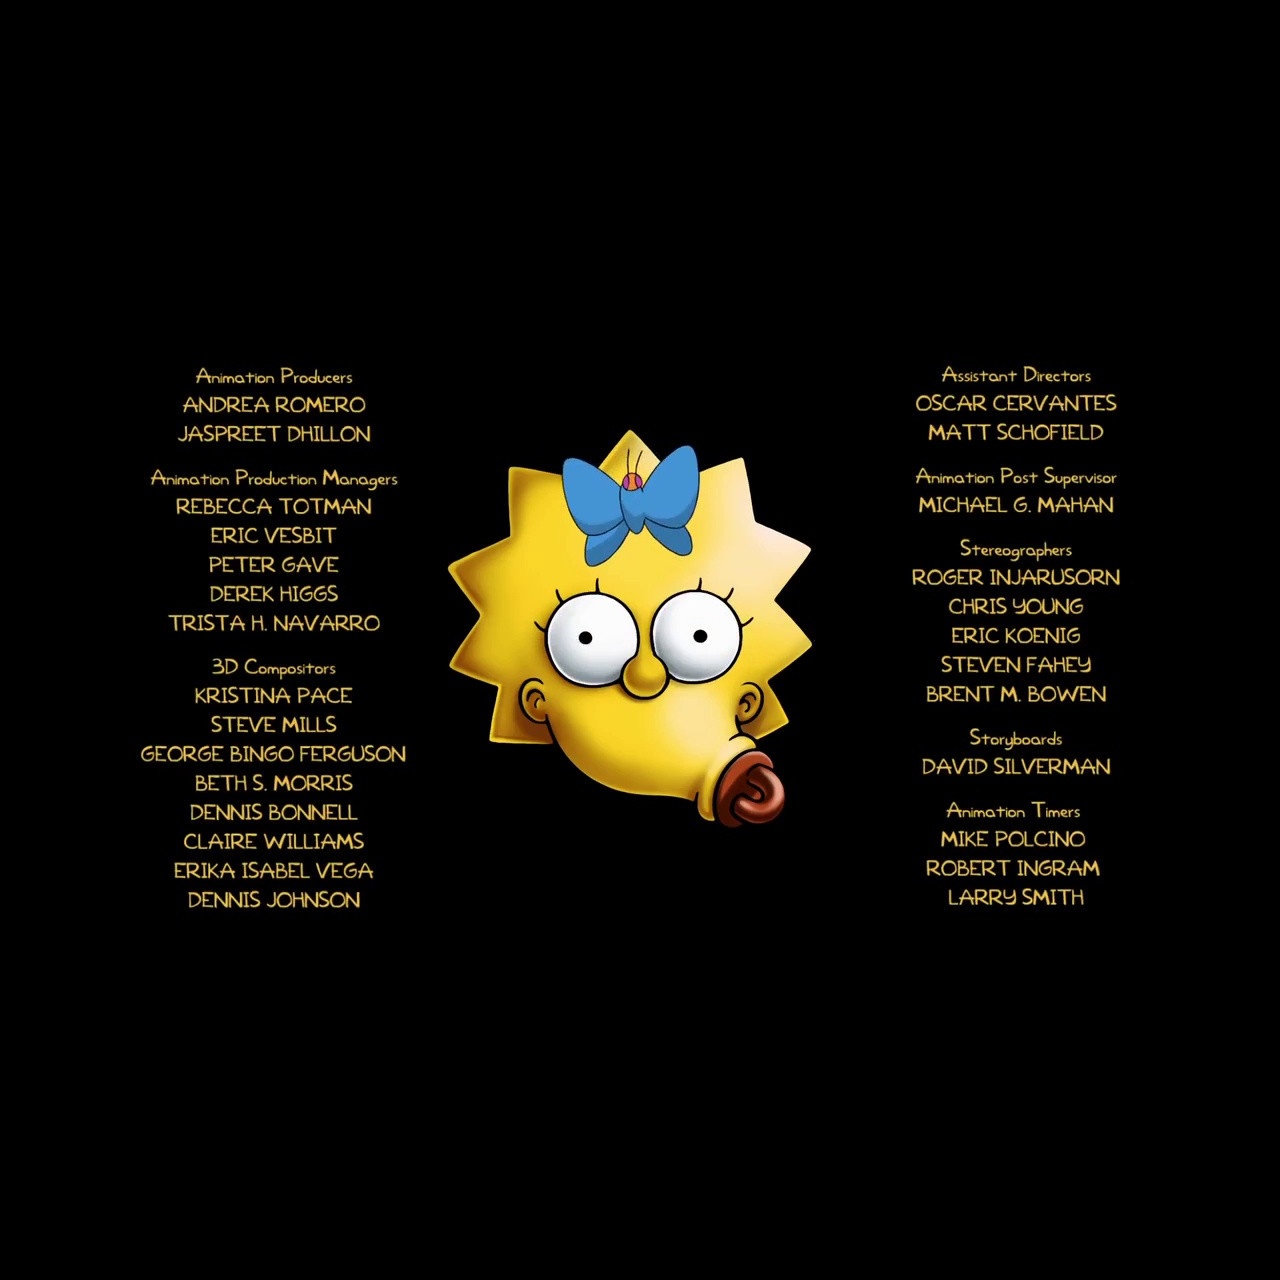 Animation Producers
ANDREA ROMERO
JASPREET DHILLON
Animation Production Managers
REBECCA TOTMAN
ERIC VESBIT
PETER GAVE
DEREK HIGGS
TRISTA H. NAVARRO
3D Compositors
KRISTINA PACE
STEVE MILLS
GEORGE BINGO FERGUSON
BETH S. MORRIS
DENNIS BONNELL
CLAIRE WILLIAMS
ERIKA ISABEL VEGA
DENNIS JOHNSON
Assistant Directors
OSCAR CERVANTES
MATT SCHOFIELD
Animation Post Supervisor
MICHAEL G. MAHAN
Stereographers
ROGER INJARUSORN
CHRIS YOUNG
ERIC KOENIG
STEVEN FAHEY
BRENT M. BOWEN
Storyboards
DAVID SILVERMAN
Animation Timers
MIKE POLCINO
ROBERT INGRAM
LARRY SMITH